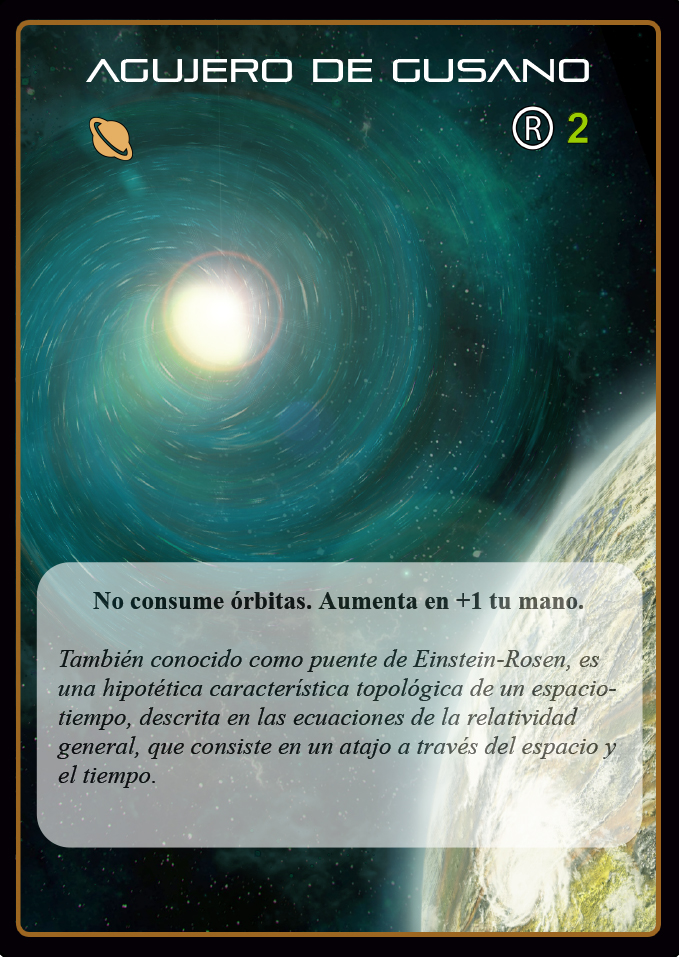 AGUJERO DE GUSANO
® 2
No consume órbitas. Aumenta en +1 tu mano.
También conocido como puente de Einstein-Rosen, es
una hipotética característica topológica de un espacio-
tiempo, descrita en las ecuaciones de la relatividad
general, que consiste en un atajo a través del espacio y
el tiempo.